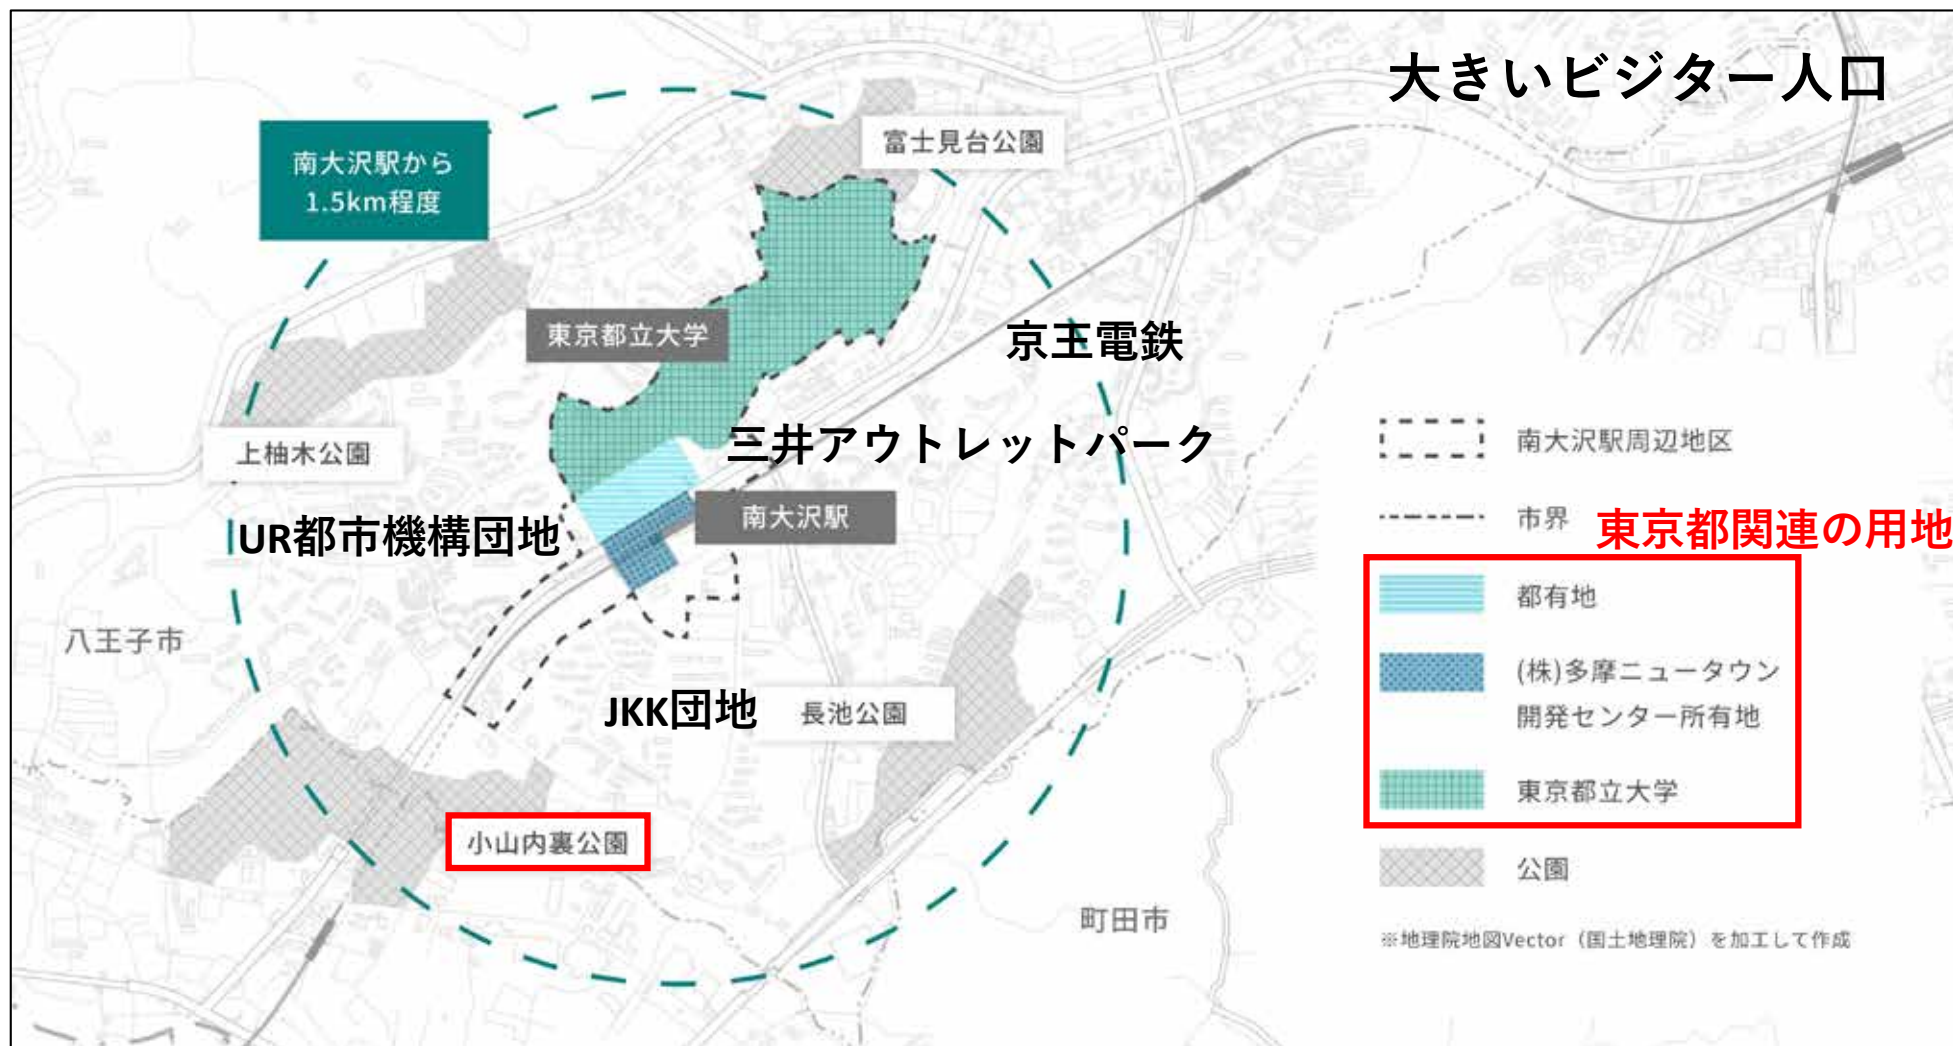 大きいビジター人口
富士見台公園
南大沢駅から
1.5km程度
東京都立大学
京王電鉄
三井アウトレットパーク
上柚木公園
南大沢駅
UR都市機構団地
八王子市
JKK団地
長池公園
小山内裏公園
町田市
南大沢駅周辺地区
市界
東京都関連の用地
都有地
(株)多摩ニュータウン
開発センター所有地
東京都立大学
公園
※地理院地図Vector（国土地理院）を加工して作成